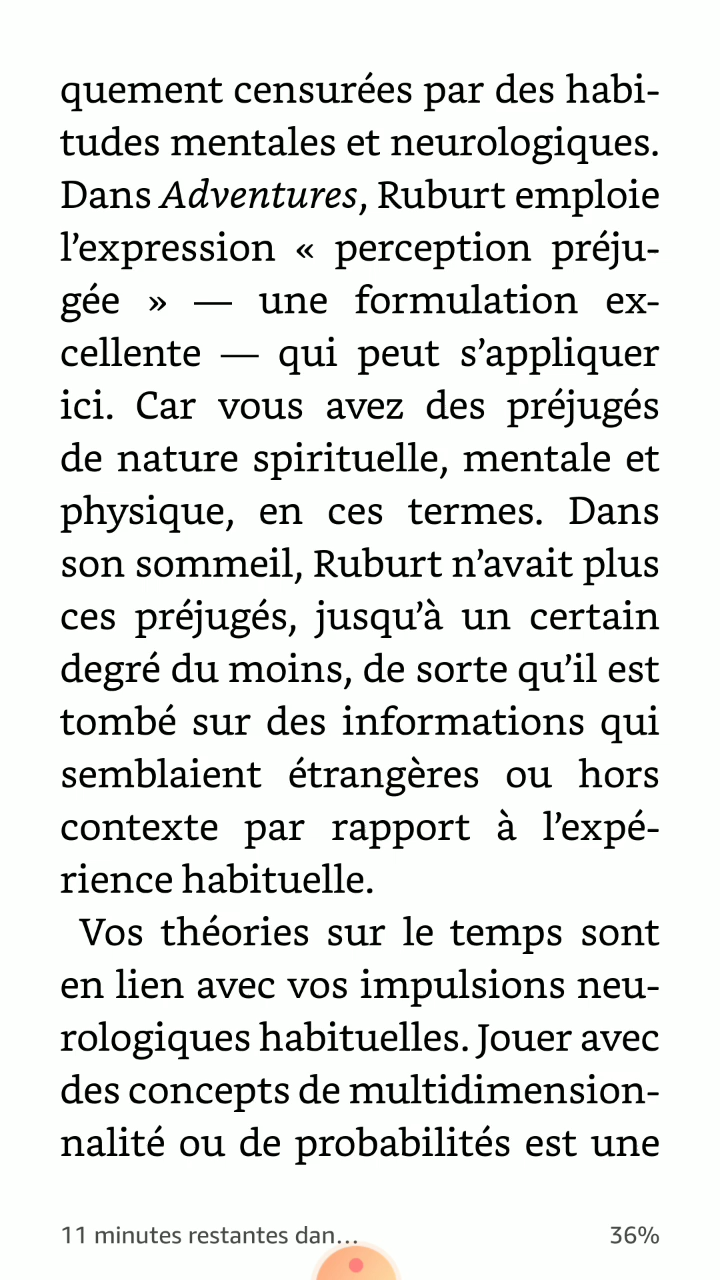 quement censurées par des habi-
tudes mentales et neurologiques.
Dans Adventures, Ruburt emploie
l’expression « perception préju-
gée » — une formulation ex-
cellente — qui peut s’appliquer
ici. Car vous avez des préjugés
de nature spirituelle, mentale et
physique, en ces termes. Dans
son sommeil, Ruburt n’avait plus
ces préjugés, jusqu’à un certain
degré du moins, de sorte qu’il est
tombé sur des informations qui
semblaient étrangères ou hors
contexte par rapport à l’expé-
rience habituelle.
Vos théories sur le temps sont
en lien avec vos impulsions neu-
rologiques habituelles. Jouer avec
des concepts de multidimension-
nalité ou de probabilités est une
11 minutes restantes dan… 36%